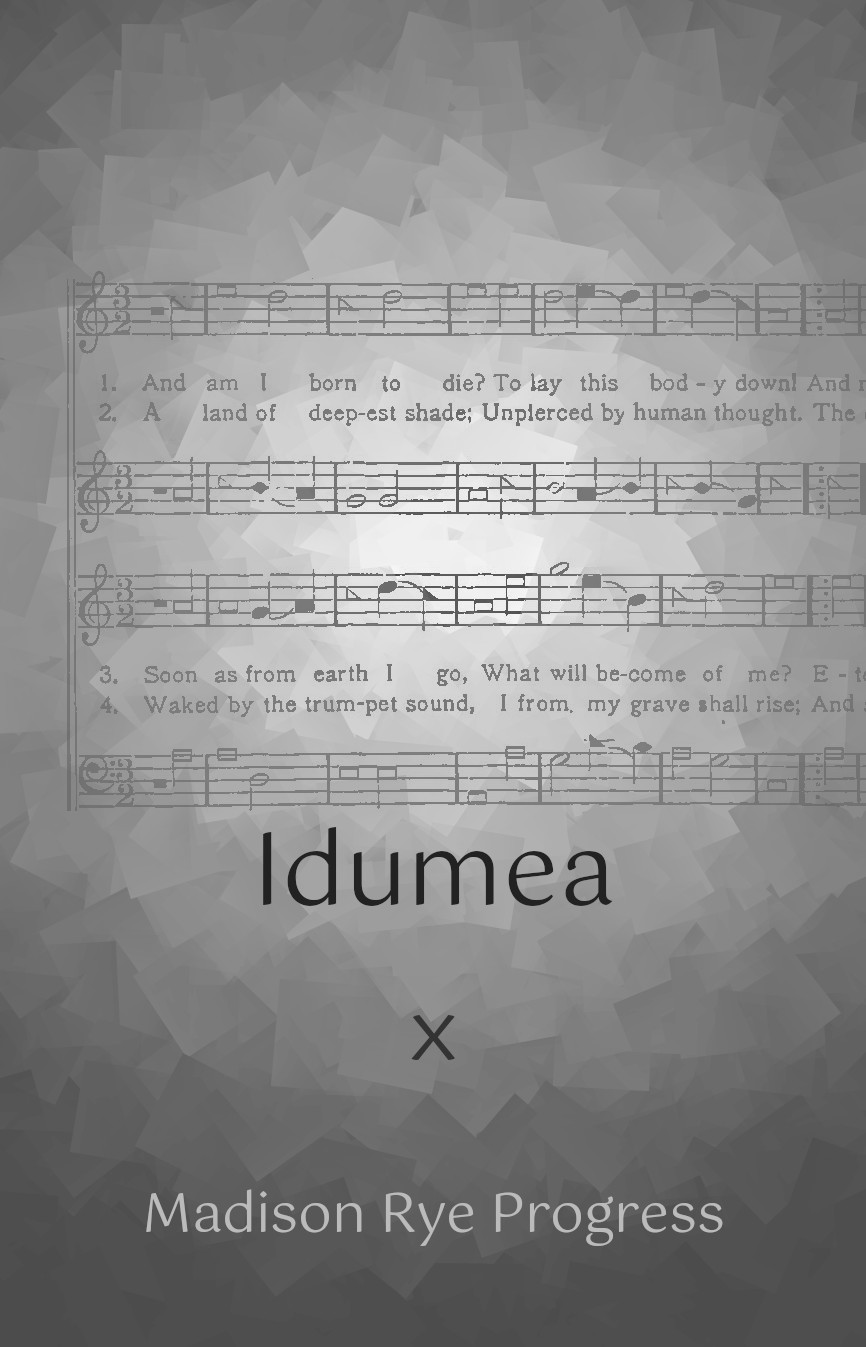 1. And am I born to die? To lay this bod - y down! And
2. A land of deep-est shade; Unpierced by human thought. The
3. Soon as from earth I go, What will be-come of me? E - 
4. Waked by the trum-pet sound, I from. my grave shall rise; And
Idumea
X
Madison Rye Progress